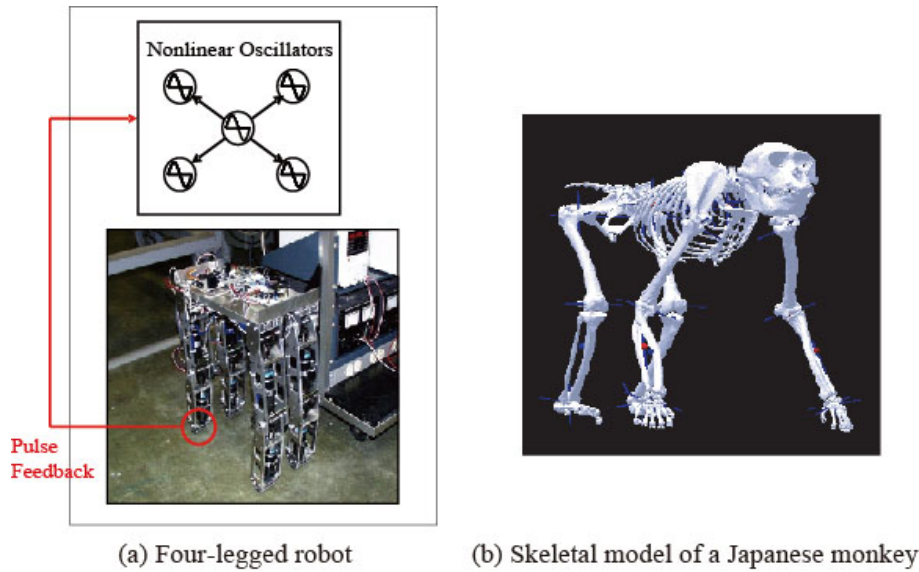 Nonlinear Oscillators
Pulse
Feedback
(a) Four-legged robot
(b) Skeletal model of a Japanese monkey